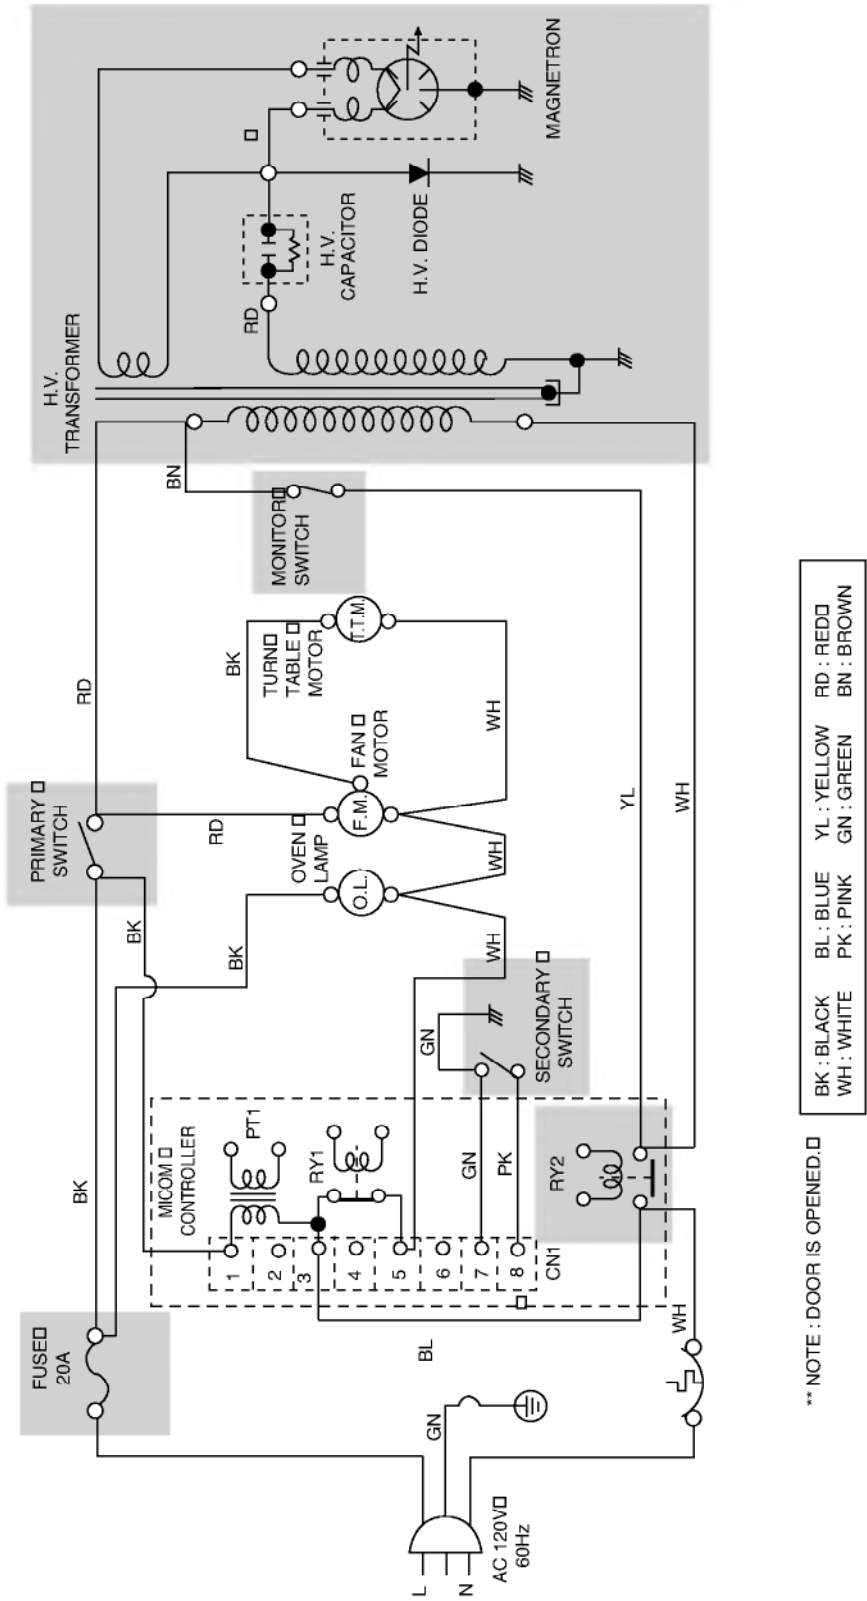 H.V.
TRANSFORMER
MAGNETRON
H.V.
CAPACITOR
H.V. DIODE
RD
BN
MONITOR
SWITCH
RD
BK
TURN
TABLE
MOTOR
T.T.M.
FAN
MOTOR
F.M.
WH
PRIMARY
SWITCH
RD
OVEN
LAMP
O.L.
WH
YL
WH
BK
BK
WH
SECONDARY
SWITCH
GN
MICOM
CONTROLLER
PT1
RY1
GN
PK
RY2
BK
1
2
3
4
5
6
7
8
CN1
FUSE
20A
BL
WH
GN
L
N
AC 120V
60Hz
** NOTE : DOOR IS OPENED.
BK : BLACK BL : BLUE YL : YELLOW RD : RED
WH : WHITE PK : PINK GN : GREEN BN : BROWN